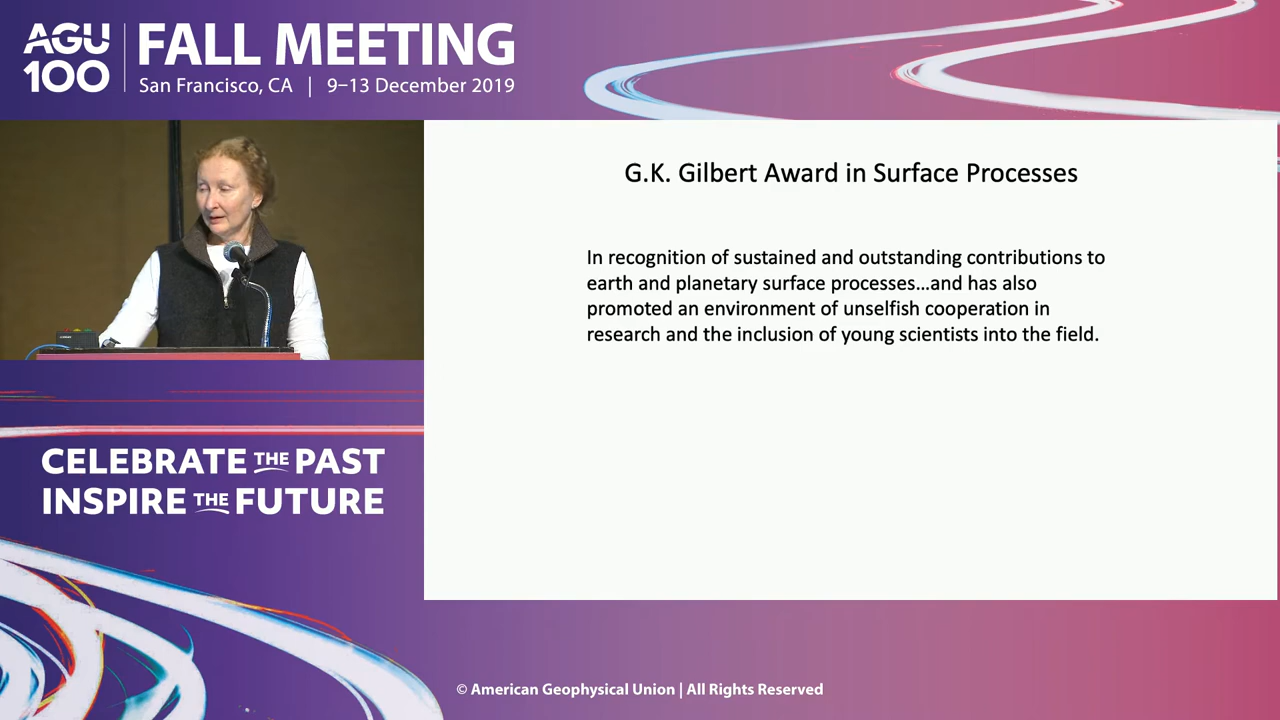 AGU
100
FALL MEETING
San Francisco, CA | 9–13 December 2019
G.K. Gilbert Award in Surface Processes
In recognition of sustained and outstanding contributions to
earth and planetary surface processes...and has also
promoted an environment of unselfish cooperation in
research and the inclusion of young scientists into the field.
CELEBRATE THE PAST
INSPIRE THE FUTURE
© American Geophysical Union | All Rights Reserved